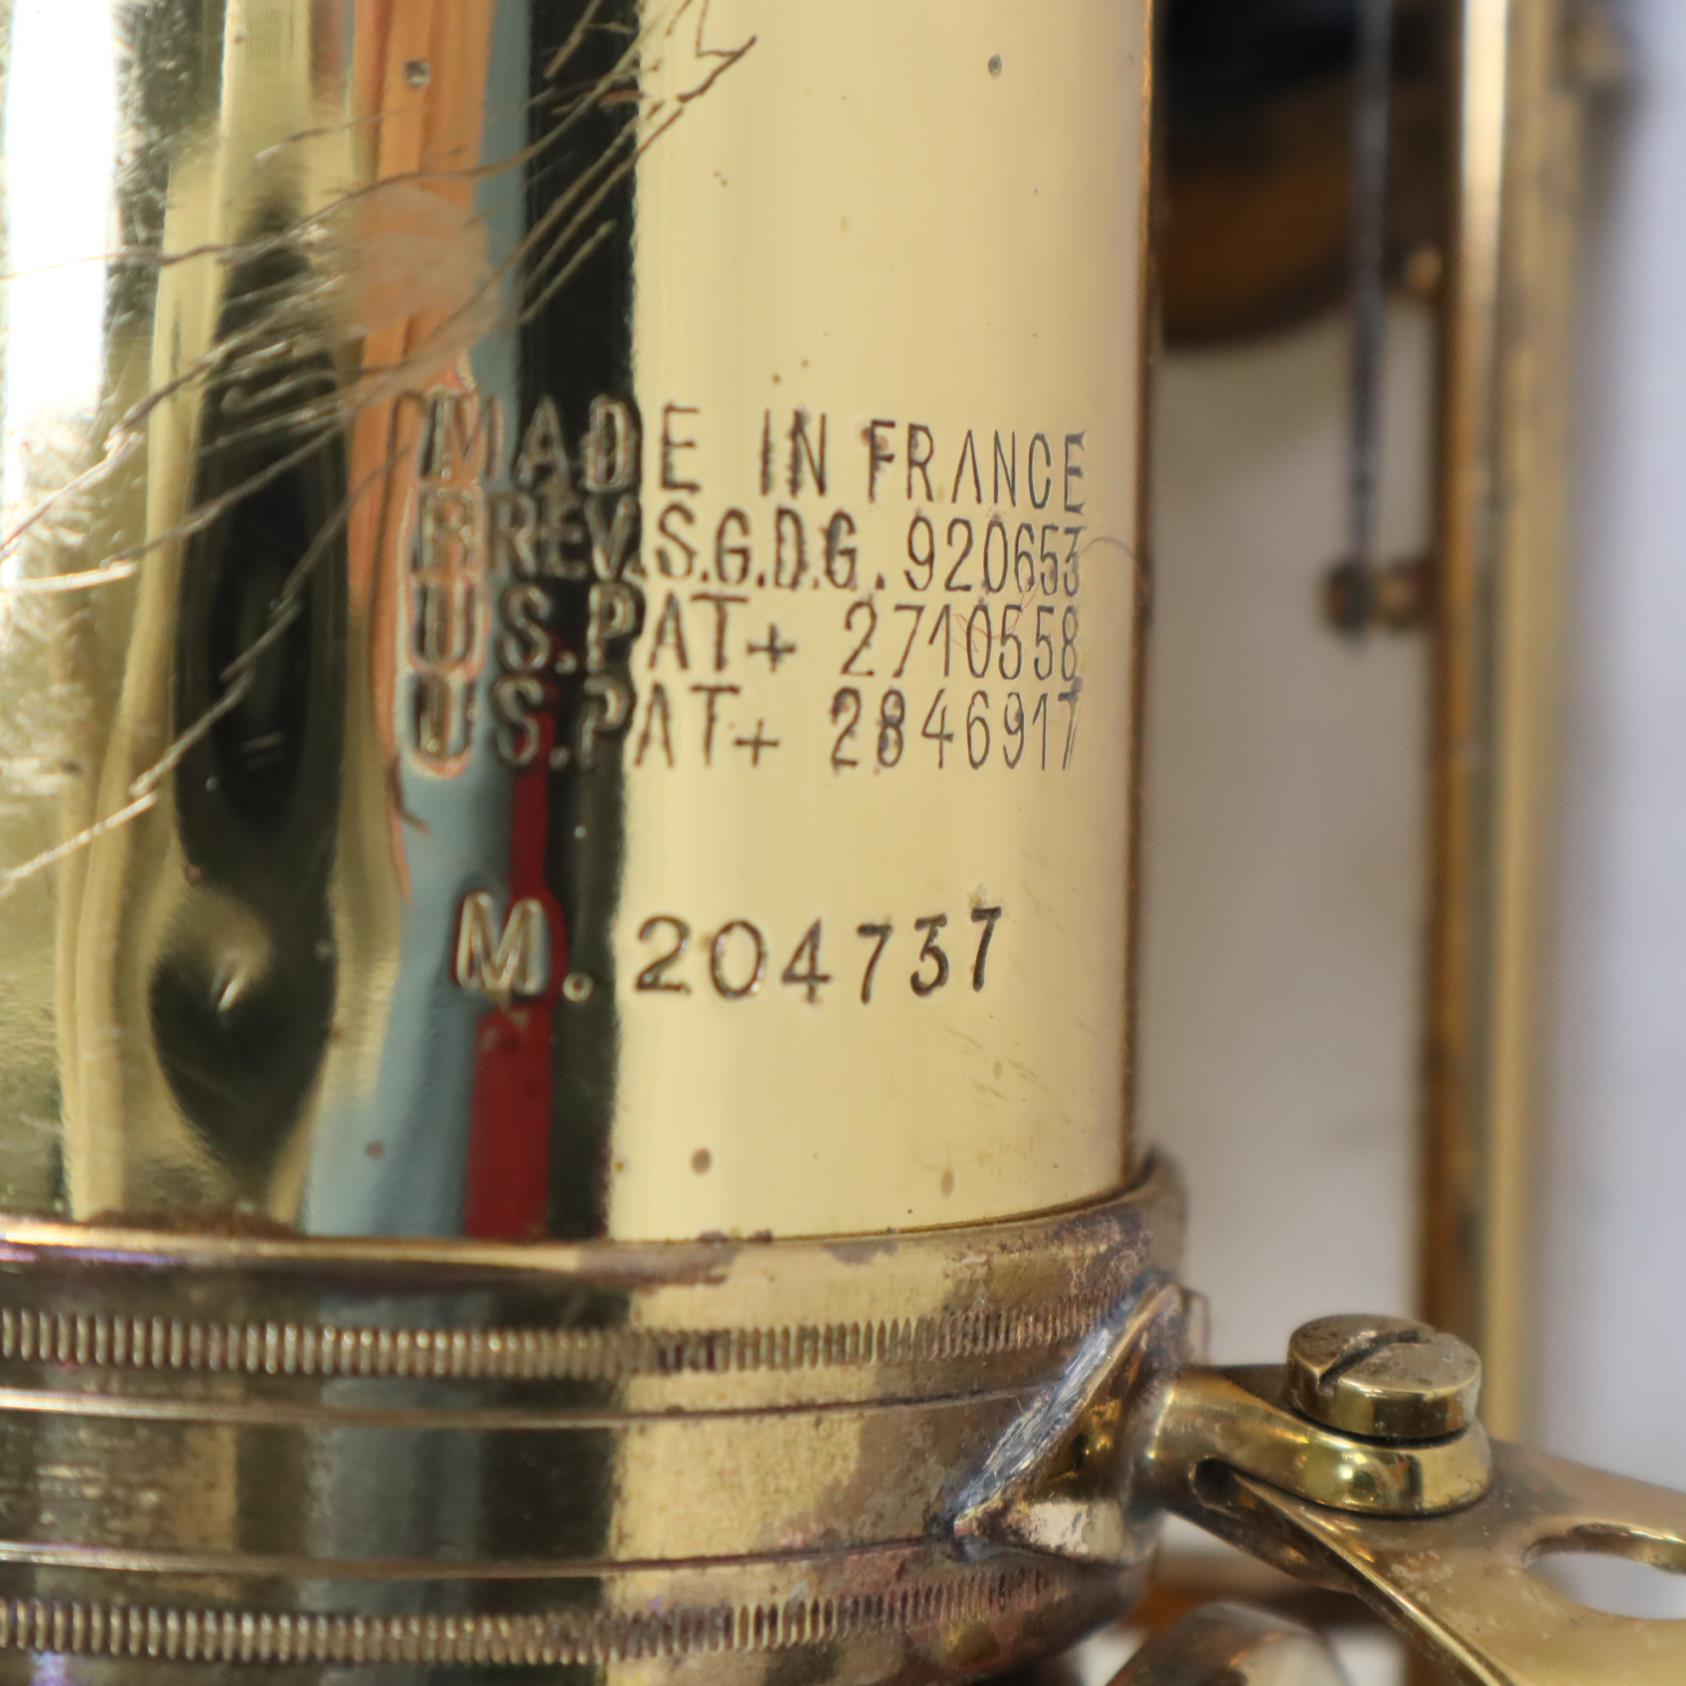 MADE IN FRANCE
BREV.S.G.D.G. 920653
U S.PAT+ 2710558
U S.PAT+ 2846917
M. 204737